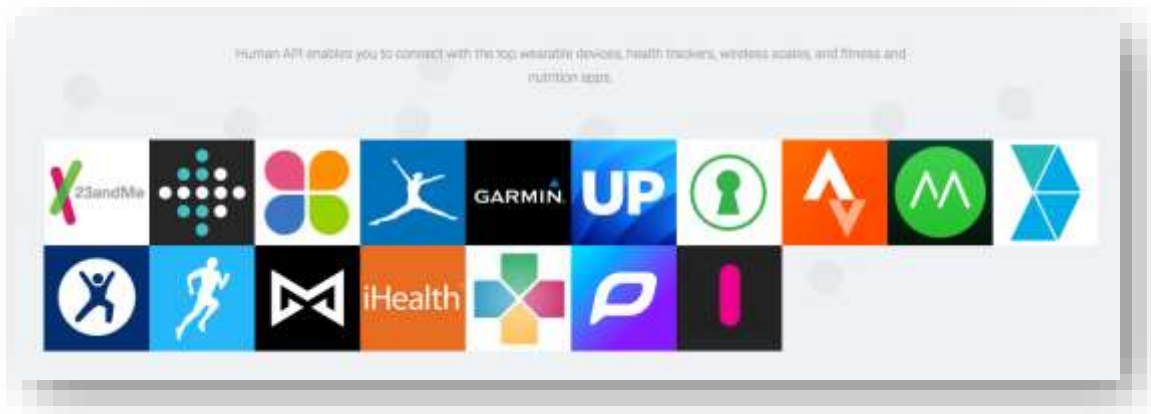 Human API enables you to connect with the top wearable devices, health trackers, wireless scales, and fitness and
nutrition apps.
23andMe
GARMIN
UP
iHealth